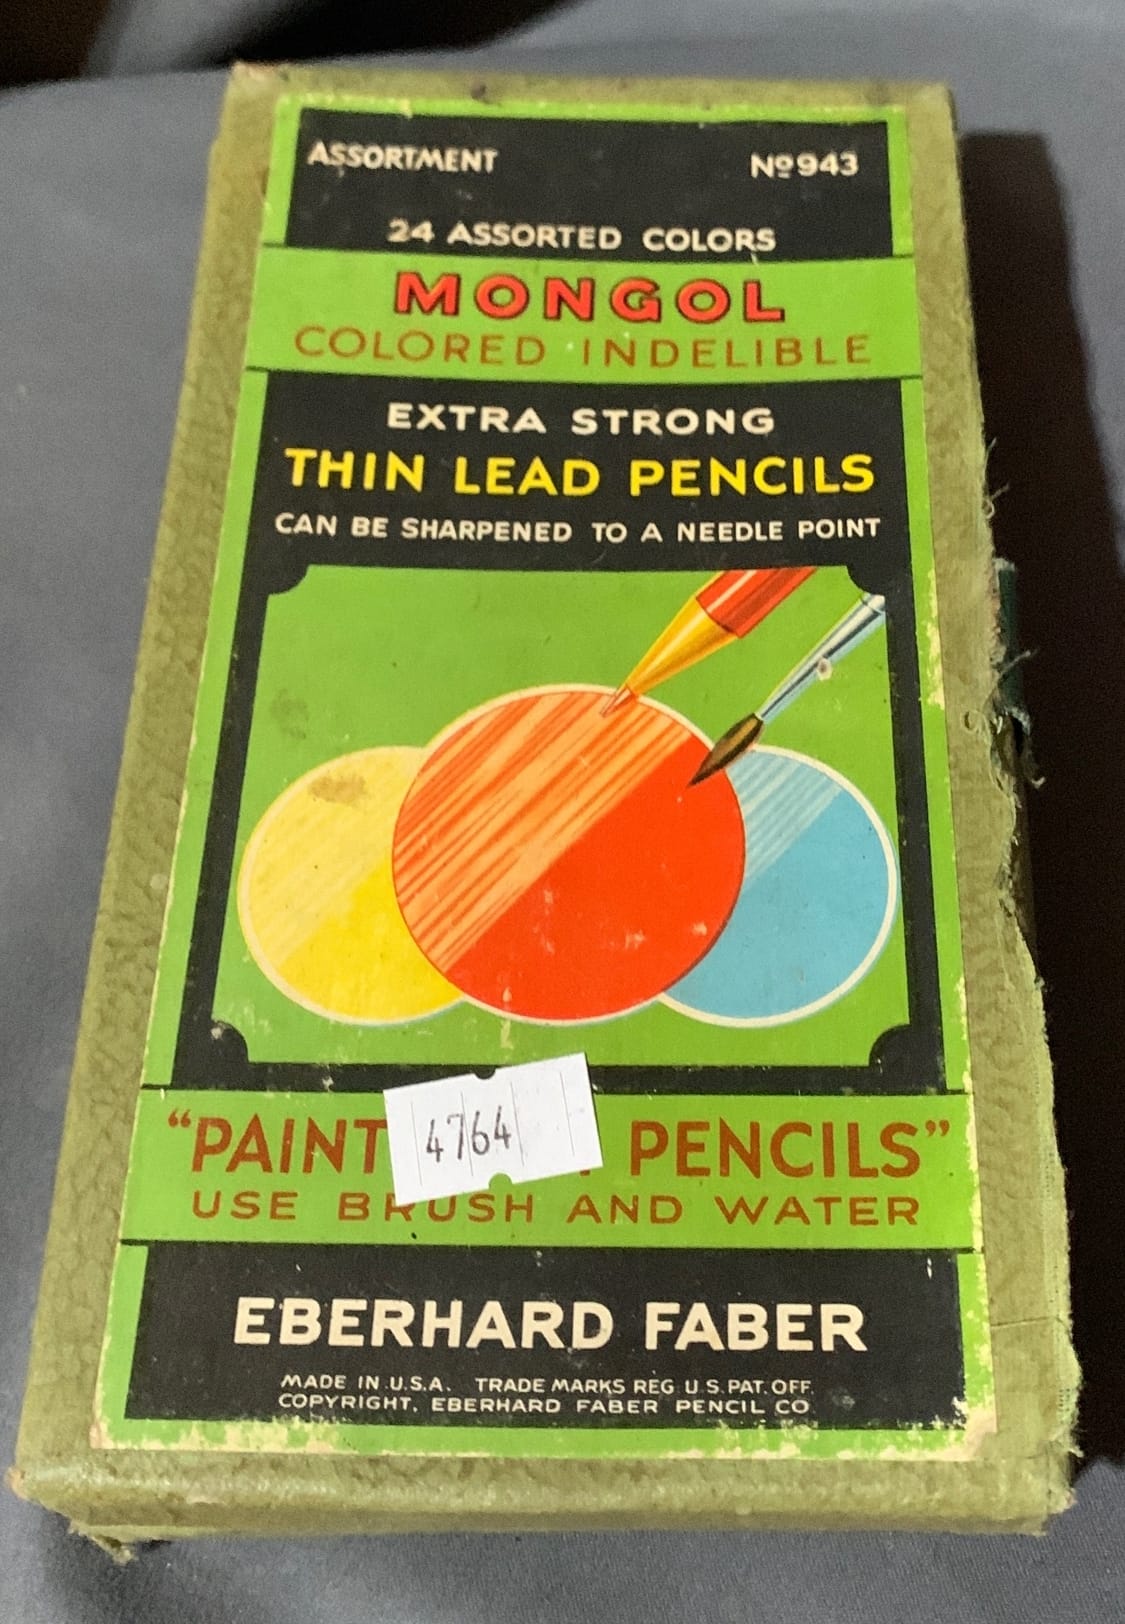 ASSORTMENT Nº943
24 ASSORTED COLORS
MONGOL
COLORED INDELIBLE
EXTRA STRONG
THIN LEAD PENCILS
CAN BE SHARPENED TO A NEEDLE POINT
"PAINT PENCILS"
4764
USE BRUSH AND WATER
EBERHARD FABER
MADE IN U.S.A. TRADE MARKS REG U.S. PAT. OFF.
COPYRIGHT, EBERHARD FABER PENCIL CO